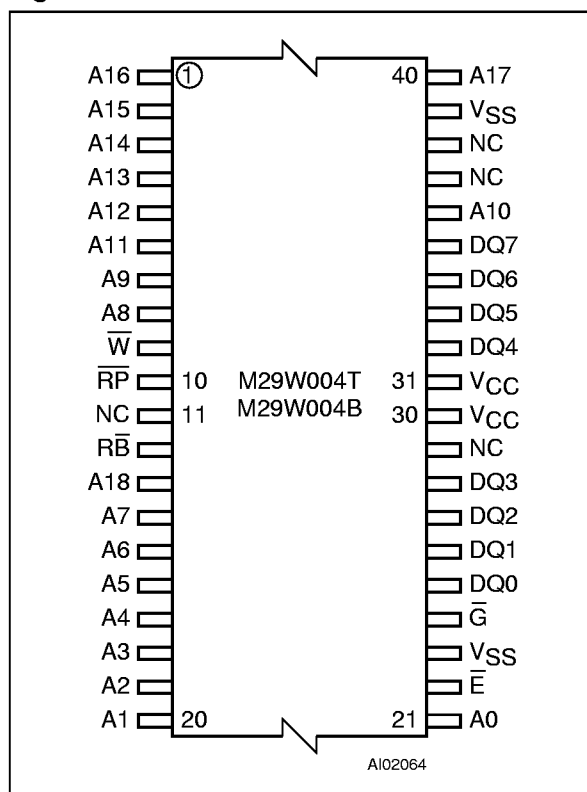 A16 1 40 A17
A15 VSS
A14 NC
A13 NC
A12 A10
A11 DQ7
A9 DQ6
A8 DQ5
W̅ DQ4
R̅P̅ 10 M29W004T 31 VCC
NC 11 M29W004B 30 VCC
RB̅ NC
A18 DQ3
A7 DQ2
A6 DQ1
A5 DQ0
A4 G̅
A3 VSS
A2 E̅
A1 20 21 A0
AI02064